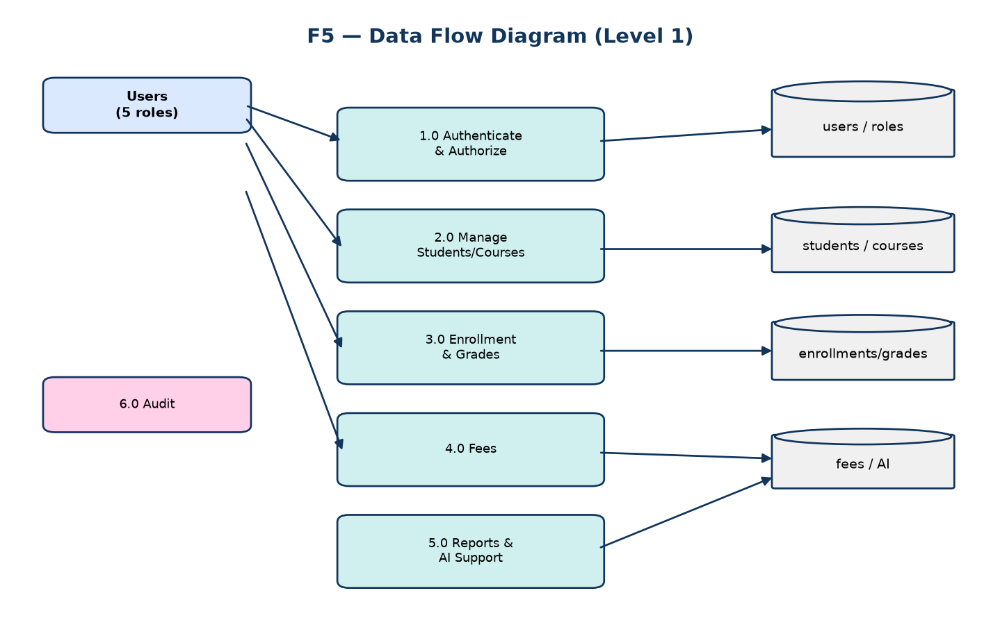 F5 — Data Flow Diagram (Level 1)
Users
(5 roles)
1.0 Authenticate
& Authorize
users / roles
2.0 Manage
Students/Courses
students / courses
3.0 Enrollment
& Grades
enrollments/grades
6.0 Audit
4.0 Fees
fees / AI
5.0 Reports &
AI Support